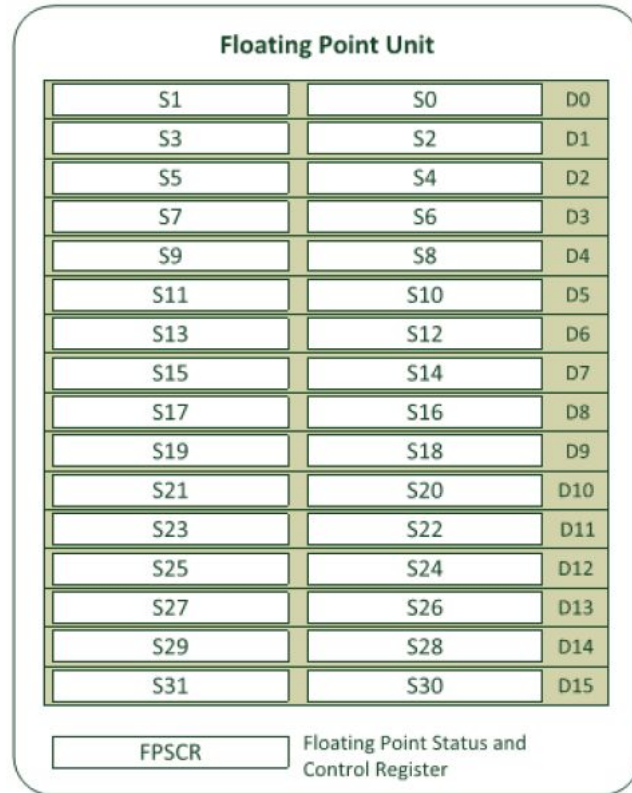 Floating Point Unit
S1 S0 D0
S3 S2 D1
S5 S4 D2
S7 S6 D3
S9 S8 D4
S11 S10 D5
S13 S12 D6
S15 S14 D7
S17 S16 D8
S19 S18 D9
S21 S20 D10
S23 S22 D11
S25 S24 D12
S27 S26 D13
S29 S28 D14
S31 S30 D15
FPSCR
Floating Point Status and
Control Register